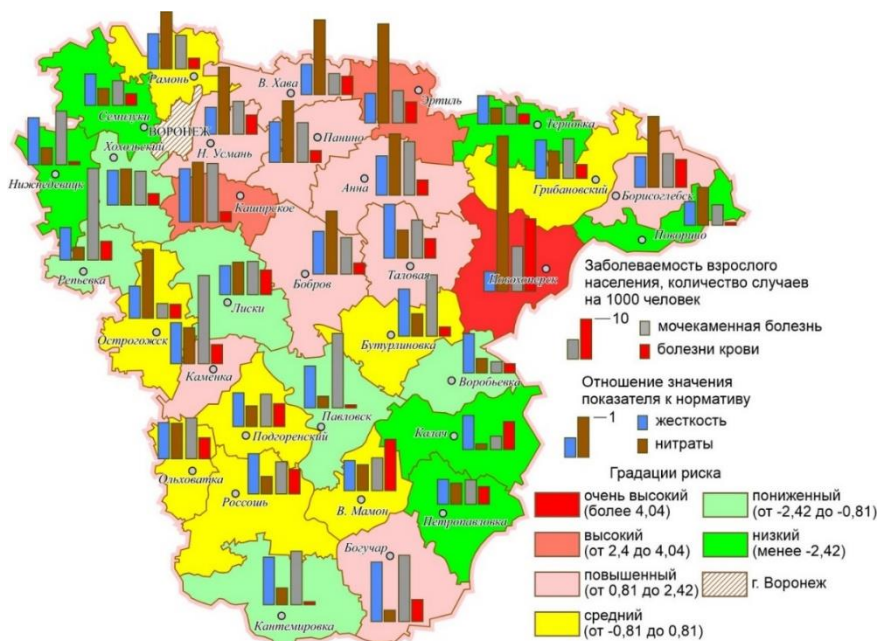 Рамонь
В. Хава
Эртиль
Семилуки
ВОРОНЕЖ
Хохольский
Н. Усмань
Панино
Терновка
Нижнедевицк
Каширское
Анна
Грибановский
Борисоглебск
Поворино
Репьевка
Лиски
Бобров
Таловая
Новохоперск
Острогожск
Бутурлиновка
Каменка
Воробьевка
Павловск
Подгоренский
Калач
Ольховатка
Россошь
В. Мамон
Петропавловка
Богучар
Кантемировка
Заболеваемость взрослого
населения, количество случаев
на 1000 человек
10
мочекаменная болезнь
болезни крови
Отношение значения
показателя к нормативу
1
жесткость
нитраты
Градации риска
очень высокий
(более 4,04)
высокий
(от 2,4 до 4,04)
повышенный
(от 0,81 до 2,42)
средний
(от -0,81 до 0,81)
пониженный
(от -2,42 до -0,81)
низкий
(менее -2,42)
г. Воронеж